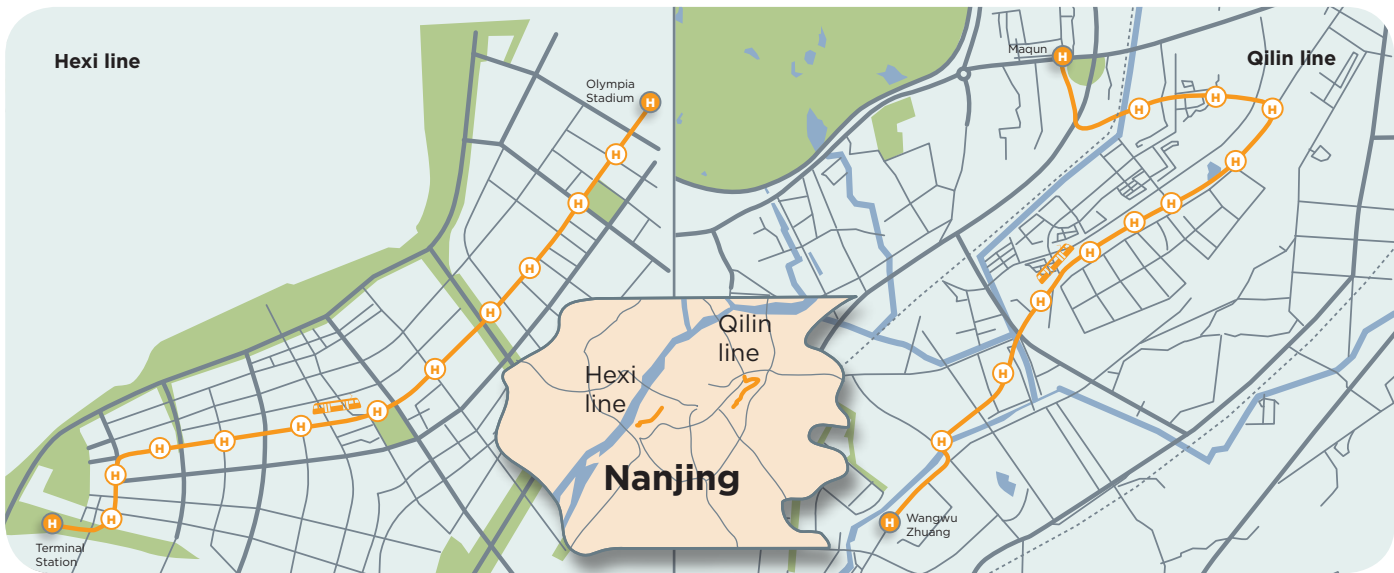 Hexi line
Olympia
Stadium
H
H
H
H
H
H
H
H
H
H
H
H
H
Terminal
Station
Maqun
H
Qilin line
H
H
H
H
H
H
H
H
H
H
H
Wangwu
Zhuang
Qilin
line
Hexi
line
Nanjing